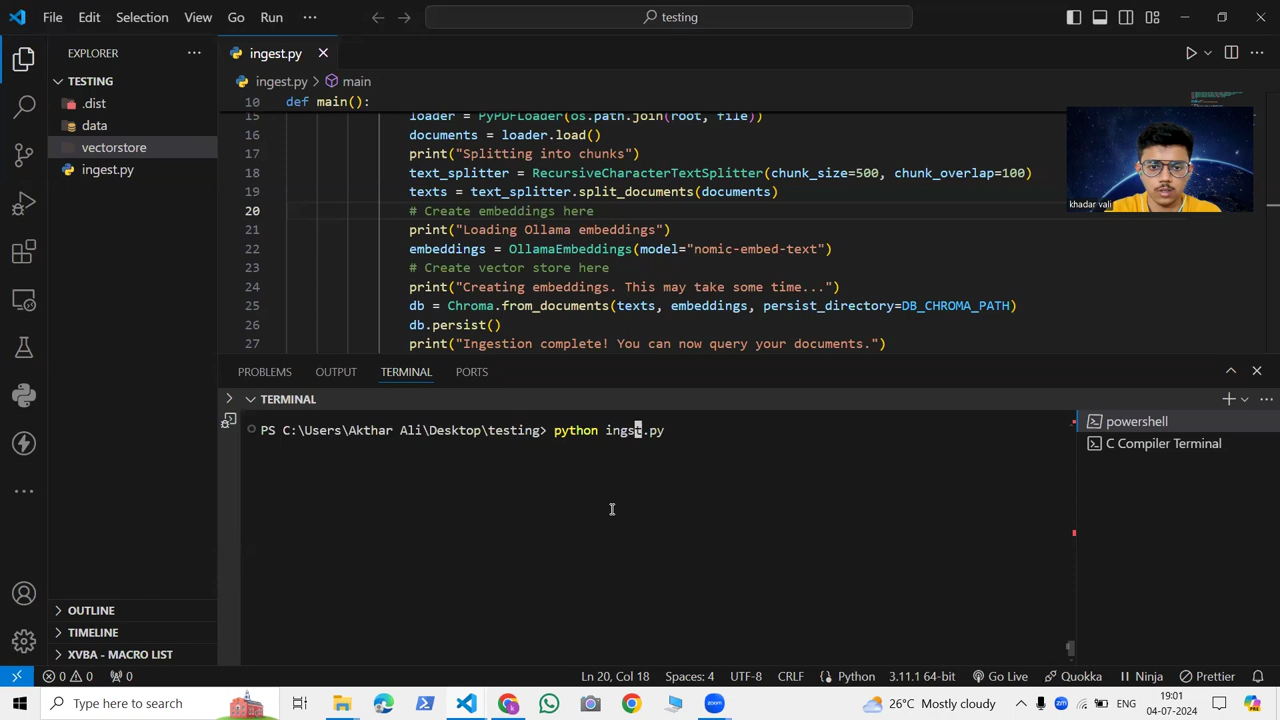 File Edit Selection View Go Run ··· testing
EXPLORER ···
TESTING
.dist
data
vectorstore
ingest.py
OUTLINE
TIMELINE
XVBA - MACRO LIST
ingest.py
ingest.py > main
10 def main():
15 loader = PyPDFLoader(os.path.join(root, file))
16 documents = loader.load()
17 print("Splitting into chunks")
18 text_splitter = RecursiveCharacterTextSplitter(chunk_size=500, chunk_overlap=100)
19 texts = text_splitter.split_documents(documents)
20 # Create embeddings here
21 print("Loading Ollama embeddings")
22 embeddings = OllamaEmbeddings(model="nomic-embed-text")
23 # Create vector store here
24 print("Creating embeddings. This may take some time...")
25 db = Chroma.from_documents(texts, embeddings, persist_directory=DB_CHROMA_PATH)
26 db.persist()
27 print("Ingestion complete! You can now query your documents.")
khadar vali
PROBLEMS OUTPUT TERMINAL PORTS
TERMINAL
PS C:\Users\Akthar Ali\Desktop\testing> python ingst.py
powershell
C Compiler Terminal
0 0 0 Ln 20, Col 18 Spaces: 4 UTF-8 CRLF Python 3.11.1 64-bit Go Live Quokka Ninja Prettier
Type here to search 26°C Mostly cloudy 19:01
04-07-2024